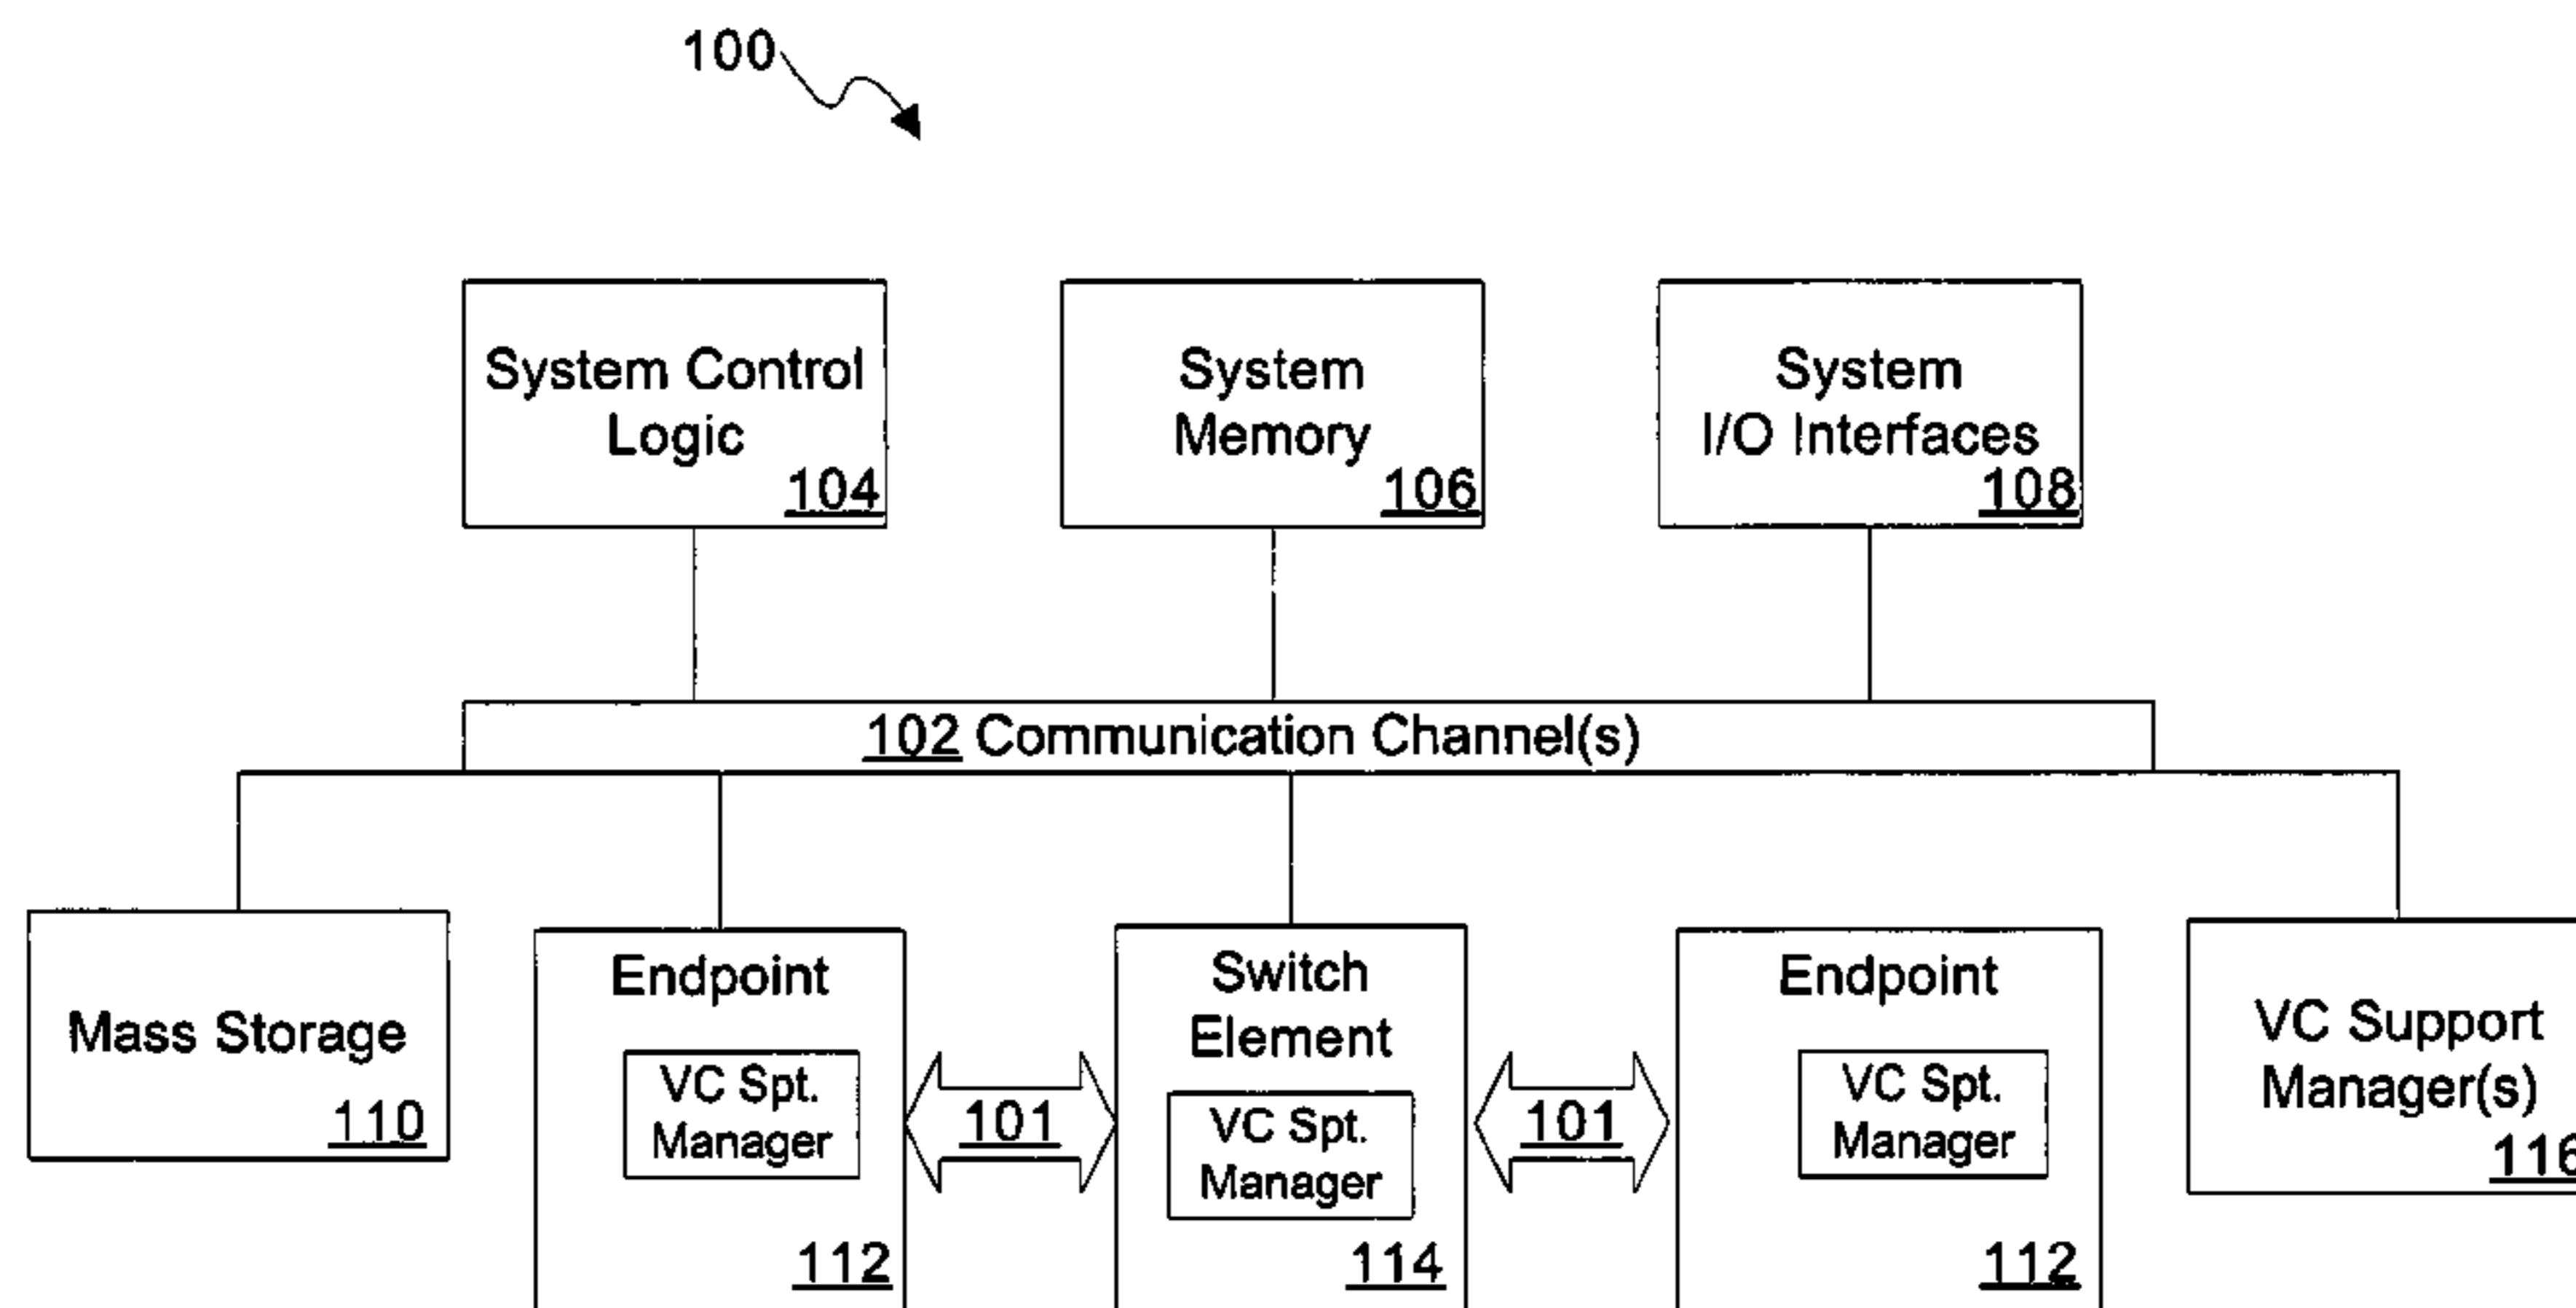 100
System Control
Logic
104
System
Memory
106
System
I/O Interfaces
108
102 Communication Channel(s)
Mass Storage
110
Endpoint
VC Spt.
Manager
112
101
Switch
Element
VC Spt.
Manager
114
101
Endpoint
VC Spt.
Manager
112
VC Support
Manager(s)
116